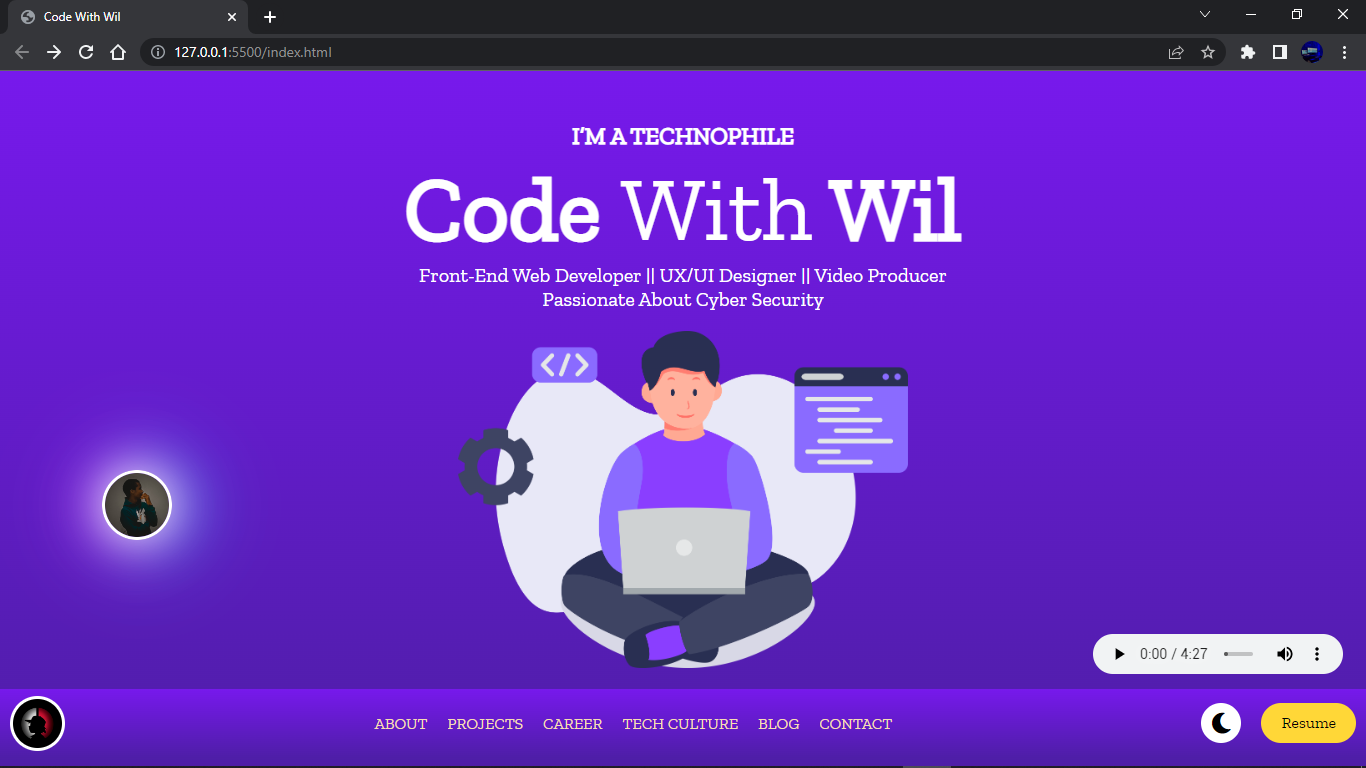 Code With Wil
127.0.0.1:5500/index.html
I'M A TECHNOPHILE
Code With Wil
Front-End Web Developer || UX/UI Designer || Video Producer
Passionate About Cyber Security
</>
0:00 / 4:27
ABOUT PROJECTS CAREER TECH CULTURE BLOG CONTACT
Resume